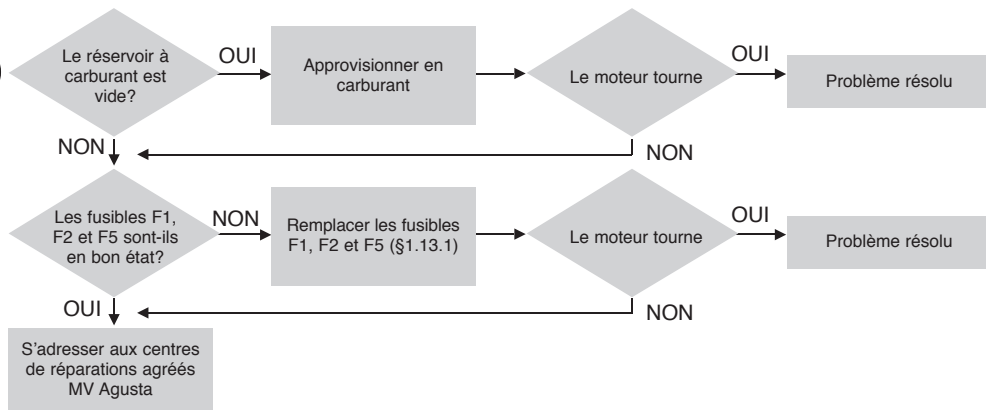 Le réservoir à
carburant est
vide?
OUI
Approvisionner en
carburant
Le moteur tourne
OUI
Problème résolu
NON
NON
Les fusibles F1,
F2 et F5 sont-ils
en bon état?
NON
Remplacer les fusibles
F1, F2 et F5 (§1.13.1)
Le moteur tourne
OUI
Problème résolu
OUI
NON
S'adresser aux centres
de réparations agréés
MV Agusta